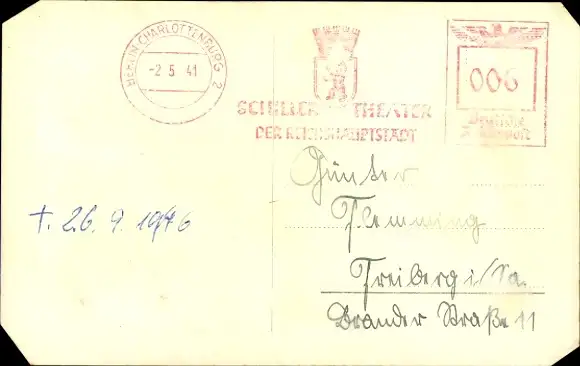 BERLIN-CHARLOTTENBURG 2
-2.5.41
SCHILLER THEATER
DER REICHSHAUPTSTADT
006
Deutsche
Reichspost
Günter
Flemming
Freiberg i/Sa.
Brander Straße 11
†. 26. 9. 1946